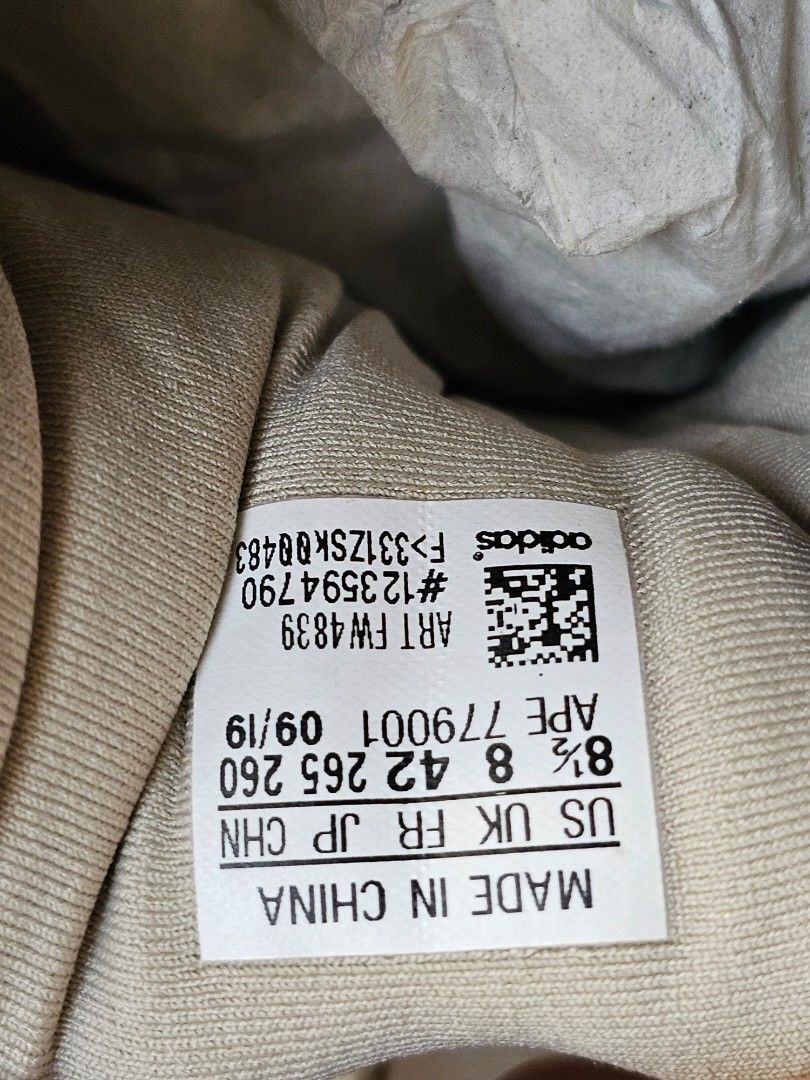 MADE IN CHINA
US UK FR JP CHN
8½ 8 42 265 260
APE 779001 09/19
ART FW4839
#123594790
adidas® F>331ZSK00483